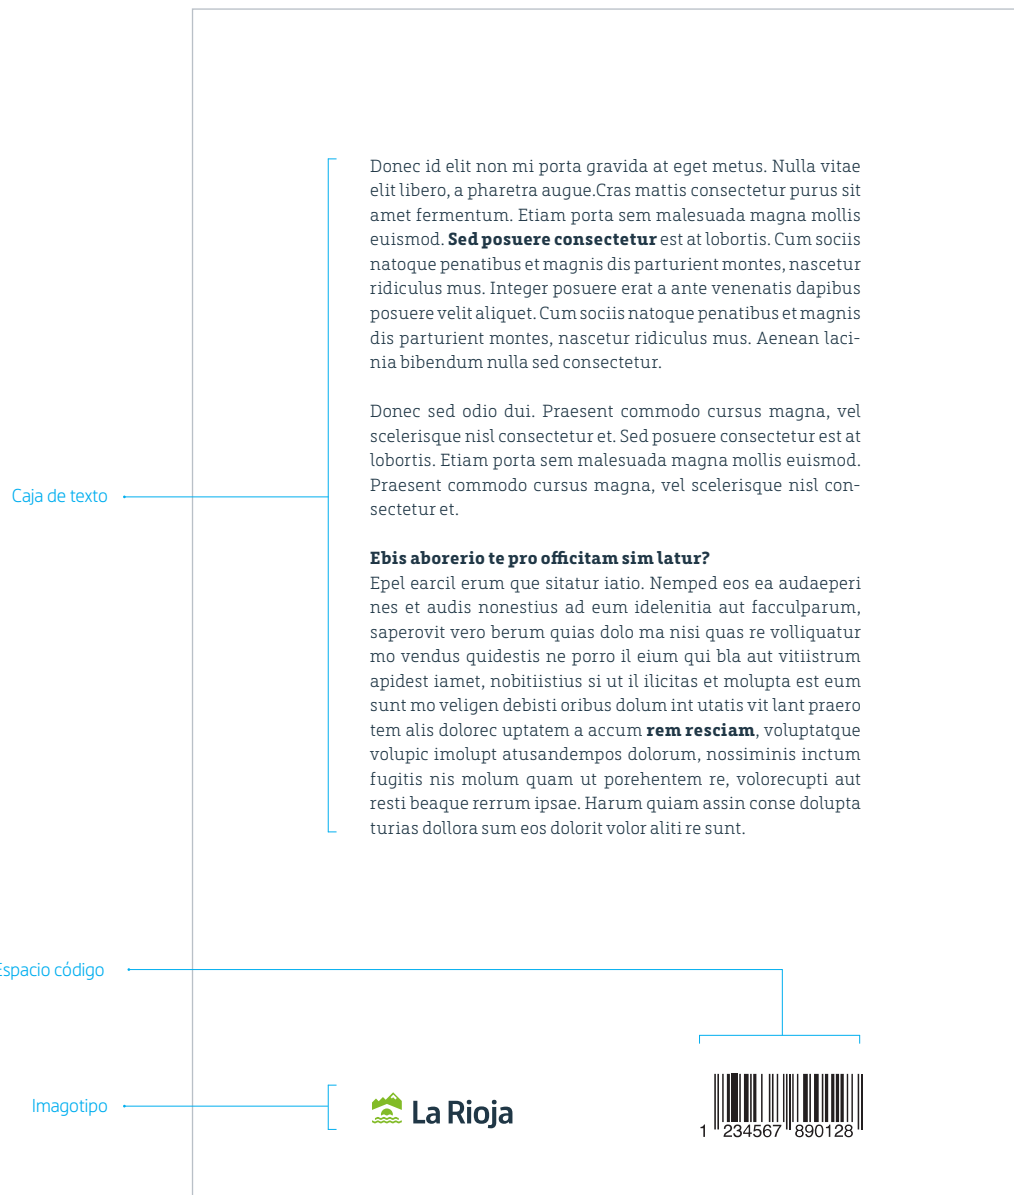 Donec id elit non mi porta gravida at eget metus. Nulla vitae
elit libero, a pharetra augue.Cras mattis consectetur purus sit
amet fermentum. Etiam porta sem malesuada magna mollis
euismod. Sed posuere consectetur est at lobortis. Cum sociis
natoque penatibus et magnis dis parturient montes, nascetur
ridiculus mus. Integer posuere erat a ante venenatis dapibus
posuere velit aliquet. Cum sociis natoque penatibus et magnis
dis parturient montes, nascetur ridiculus mus. Aenean laci-
nia bibendum nulla sed consectetur.
Donec sed odio dui. Praesent commodo cursus magna, vel
scelerisque nisl consectetur et. Sed posuere consectetur est at
lobortis. Etiam porta sem malesuada magna mollis euismod.
Praesent commodo cursus magna, vel scelerisque nisl con-
sectetur et.
Caja de texto
Ebis aborerio te pro officitam sim latur?
Epel earcil erum que sitatur iatio. Nemped eos ea audaeperi
nes et audis nonestius ad eum idelenitia aut facculparum,
saperovit vero berum quias dolo ma nisi quas re volliquatur
mo vendus quidestis ne porro il eium qui bla aut vitiistrum
apidest iamet, nobitiistius si ut il ilicitas et molupta est eum
sunt mo veligen debisti oribus dolum int utatis vit lant praero
tem alis dolorec uptatem a accum rem resciam, voluptatque
volupic imolupt atusandempos dolorum, nossiminis inctum
fugitis nis molum quam ut porehentem re, volorecupti aut
resti beaque rerrum ipsae. Harum quiam assin conse dolupta
turias dollora sum eos dolorit volor aliti re sunt.
Espacio código
Imagotipo
La Rioja
1 234567 890128